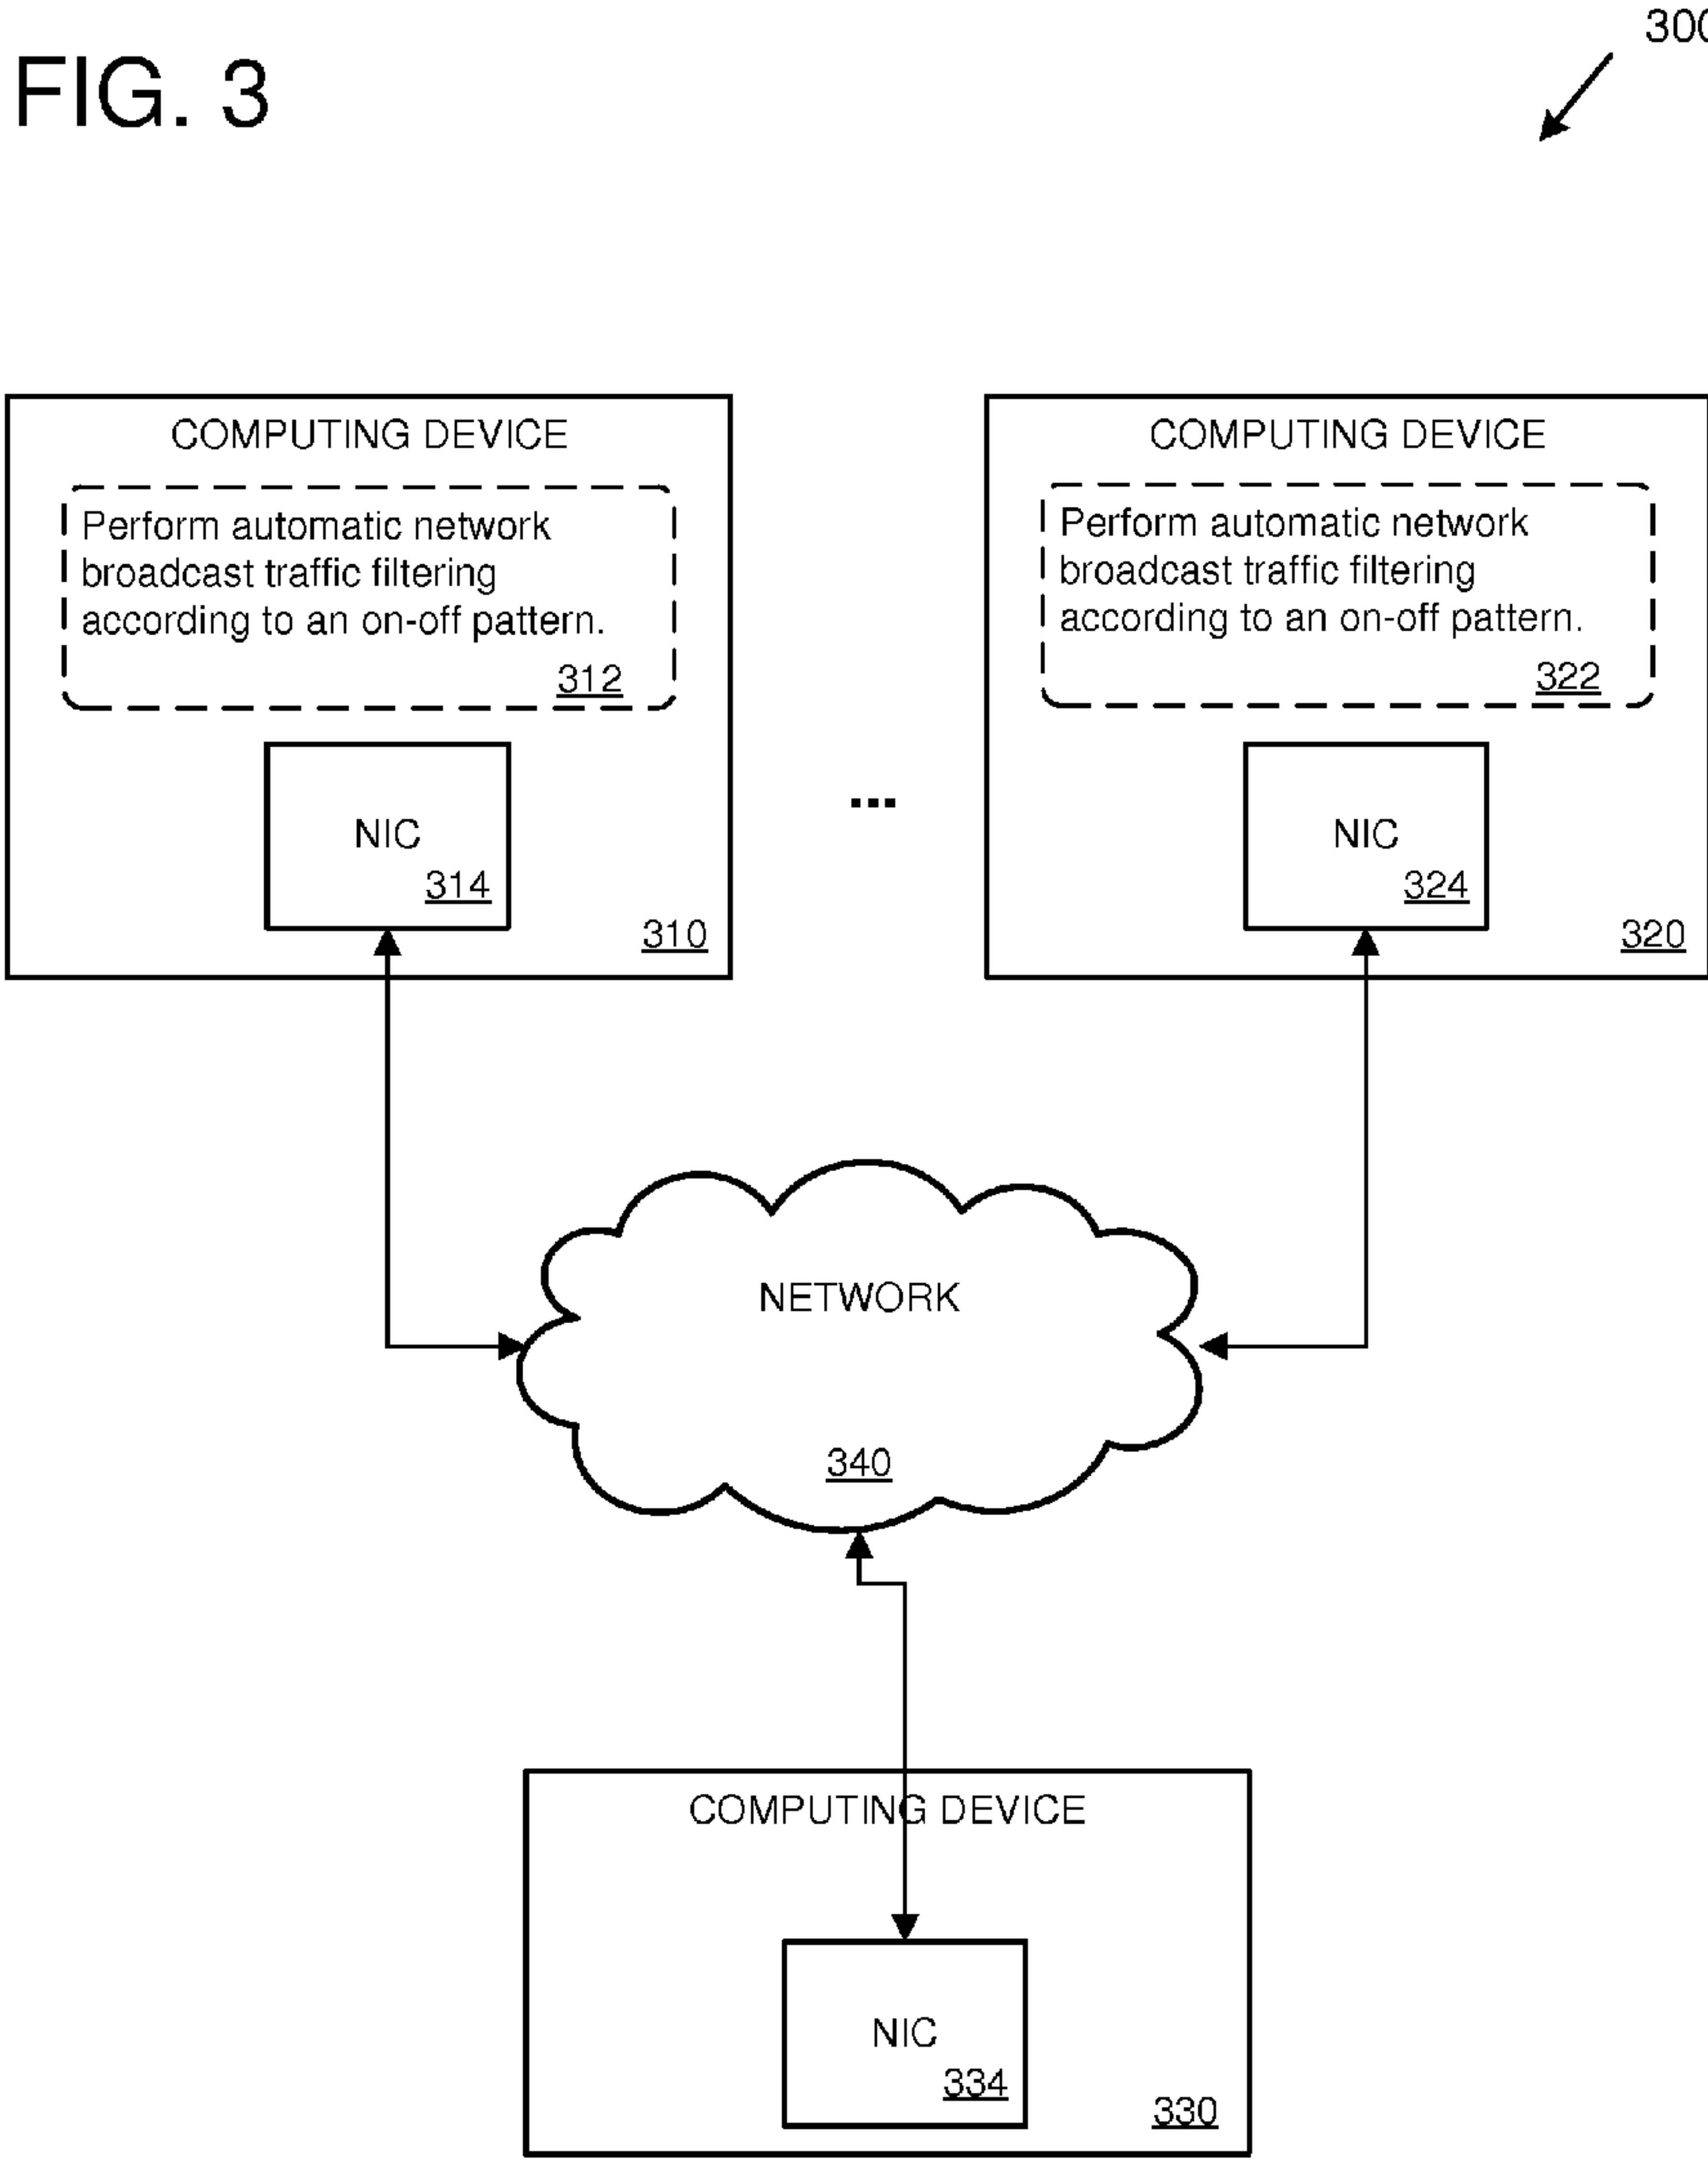 FIG. 3
300
COMPUTING DEVICE
Perform automatic network
broadcast traffic filtering
according to an on-off pattern.
312
NIC
314
310
...
COMPUTING DEVICE
Perform automatic network
broadcast traffic filtering
according to an on-off pattern.
322
NIC
324
320
NETWORK
340
COMPUTING DEVICE
NIC
334
330